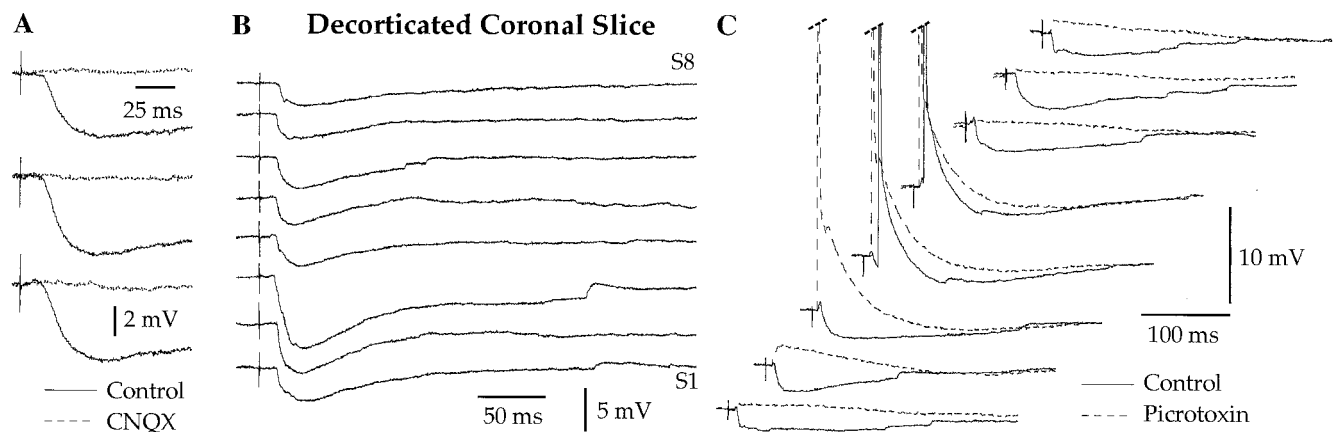 A
B Decorticated Coronal Slice
C
25 ms
2 mV
Control
CNQX
S8
S1
50 ms
5 mV
10 mV
100 ms
Control
Picrotoxin